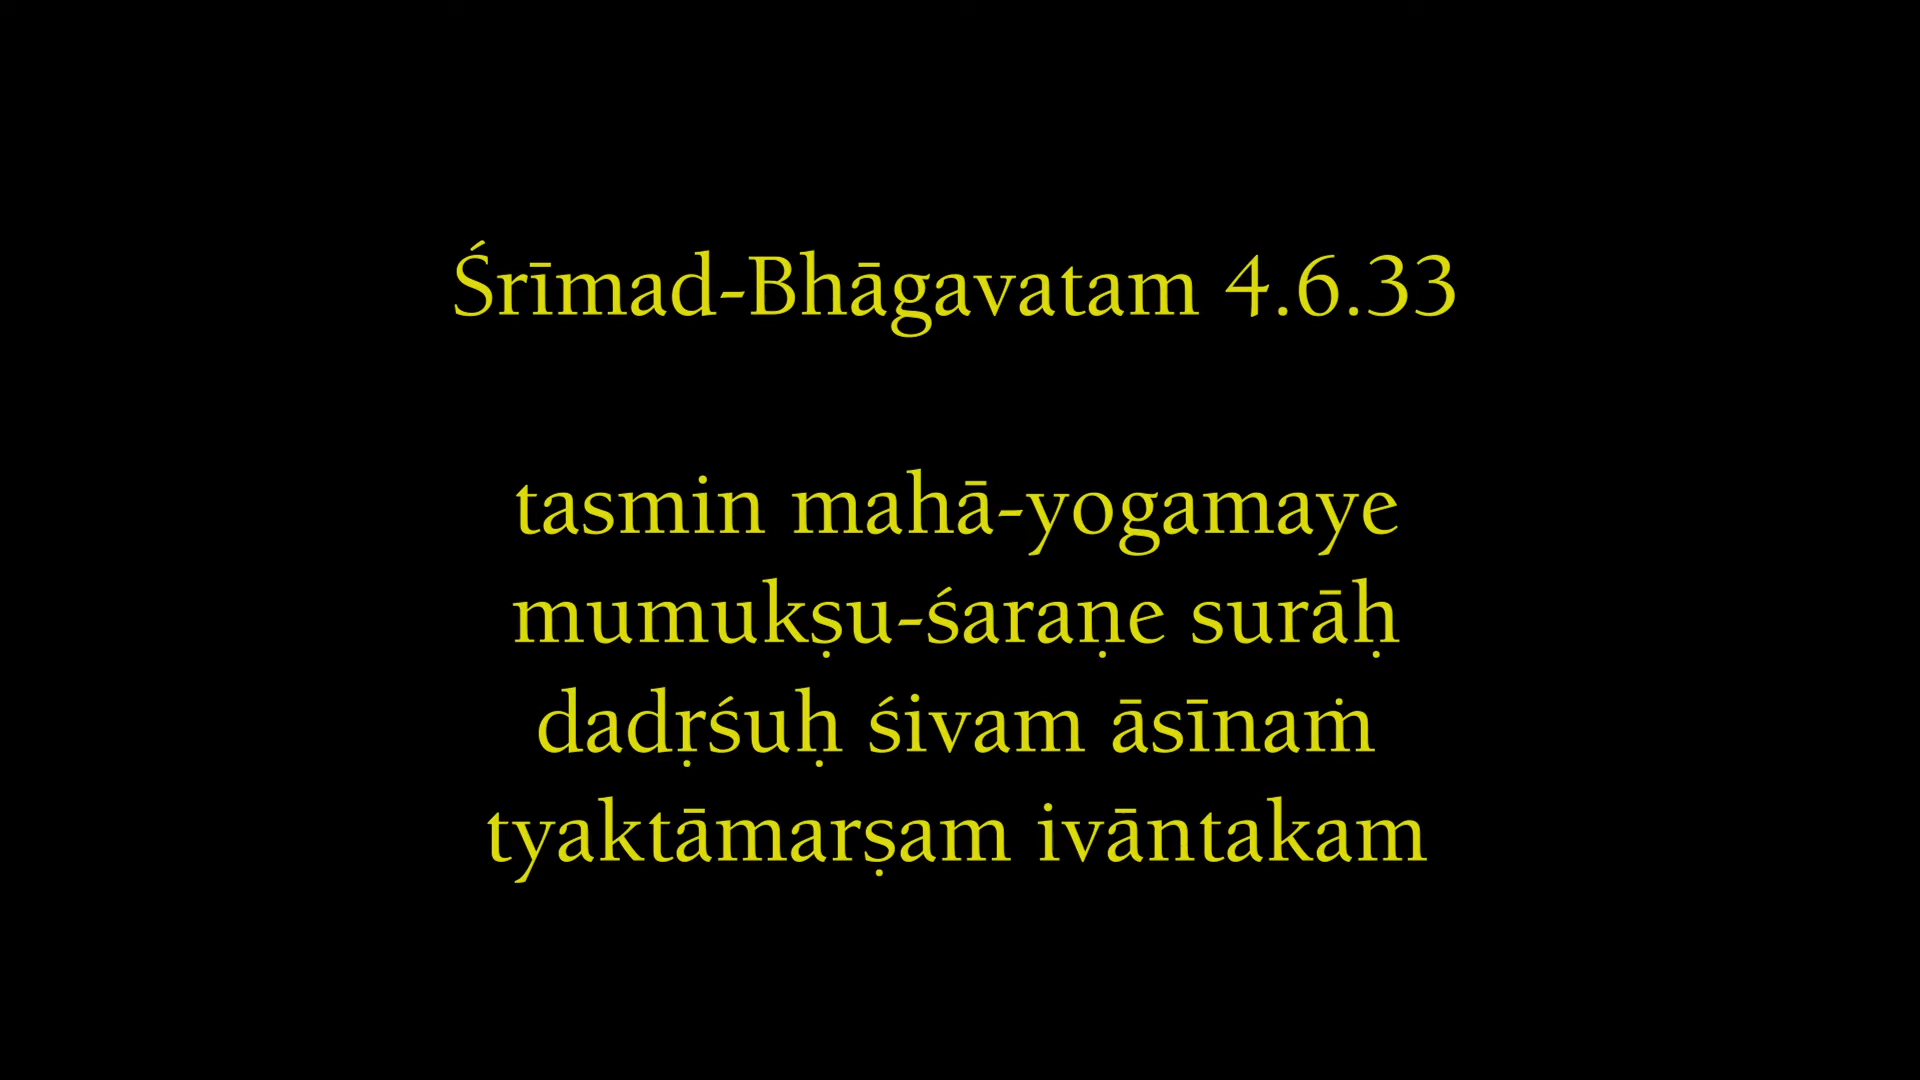 Śrīmad-Bhāgavatam 4.6.33
tasmin mahā-yogamaye
mumukṣu-śaraṇe surāḥ
dadṛśuḥ śivam āsīnaṁ
tyaktāmarṣam ivāntakam